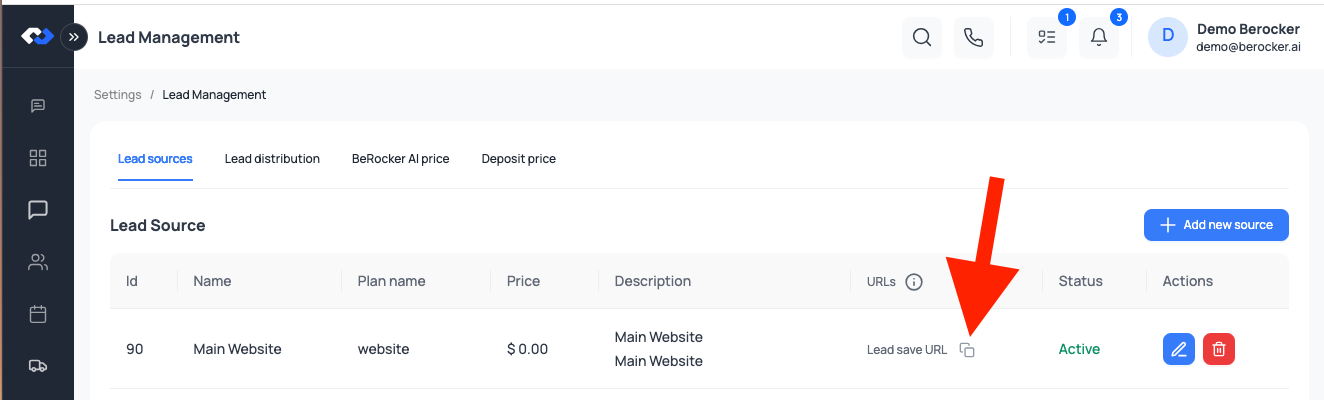 Lead Management
1
3
D
Demo Berocker
demo@berocker.ai
Settings / Lead Management
Lead sources
Lead distribution
BeRocker AI price
Deposit price
Lead Source
Add new source
Id
Name
Plan name
Price
Description
URLs
Status
Actions
90
Main Website
website
$ 0.00
Main Website
Main Website
Lead save URL
Active